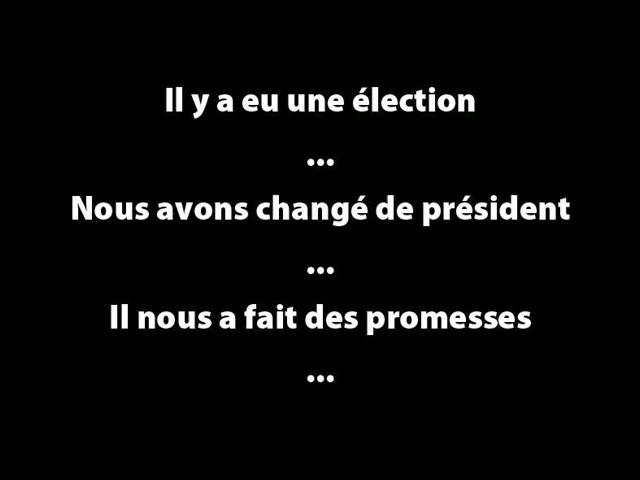 Il y a eu une élection
...
Nous avons changé de président
...
Il nous a fait des promesses
...